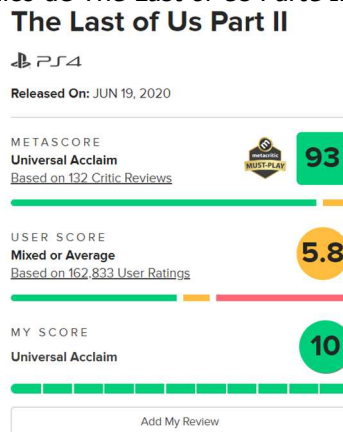 The Last of Us Part II
PS4
Released On: JUN 19, 2020
METASCORE
Universal Acclaim
Based on 132 Critic Reviews
metacritic
MUST-PLAY
93
USER SCORE
Mixed or Average
Based on 162,833 User Ratings
5.8
MY SCORE
Universal Acclaim
10
Add My Review